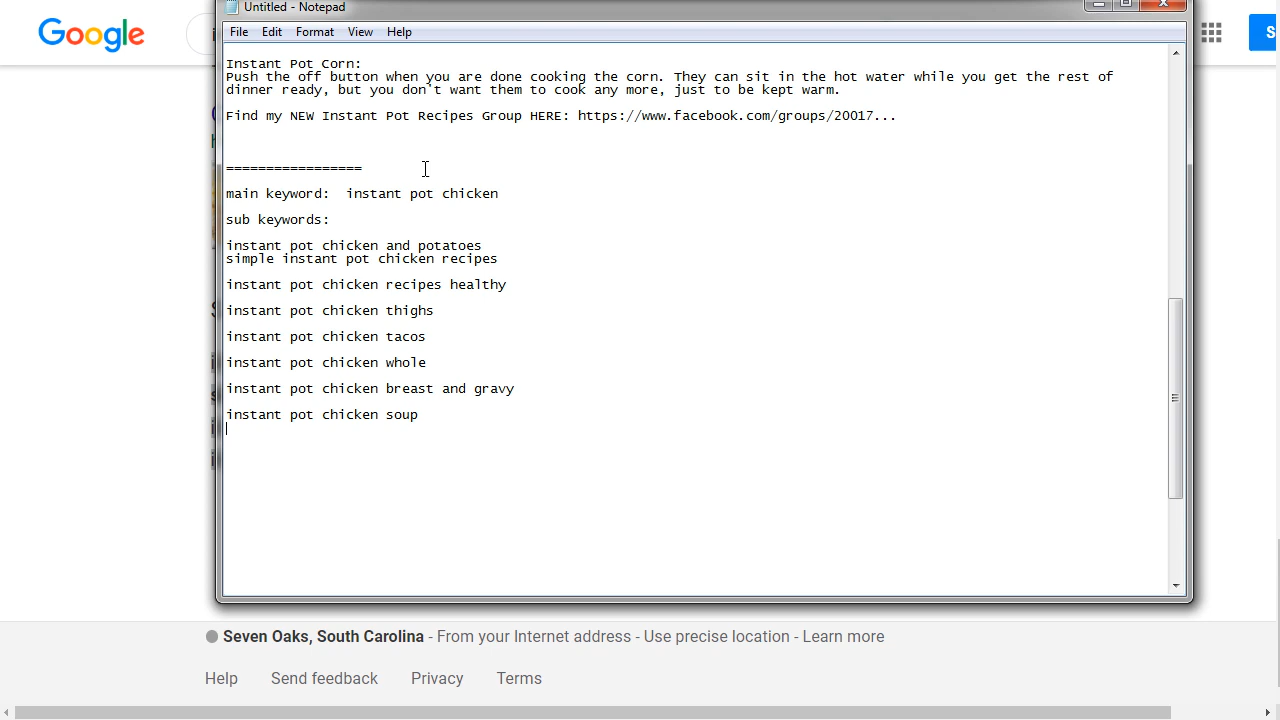 Google
Untitled - Notepad
File Edit Format View Help
Instant Pot Corn:
Push the off button when you are done cooking the corn. They can sit in the hot water while you get the rest of
dinner ready, but you don't want them to cook any more, just to be kept warm.
Find my NEW Instant Pot Recipes Group HERE: https://www.facebook.com/groups/20017...
=================
main keyword: instant pot chicken
sub keywords:
instant pot chicken and potatoes
simple instant pot chicken recipes
instant pot chicken recipes healthy
instant pot chicken thighs
instant pot chicken tacos
instant pot chicken whole
instant pot chicken breast and gravy
instant pot chicken soup
Seven Oaks, South Carolina - From your Internet address - Use precise location - Learn more
Help Send feedback Privacy Terms